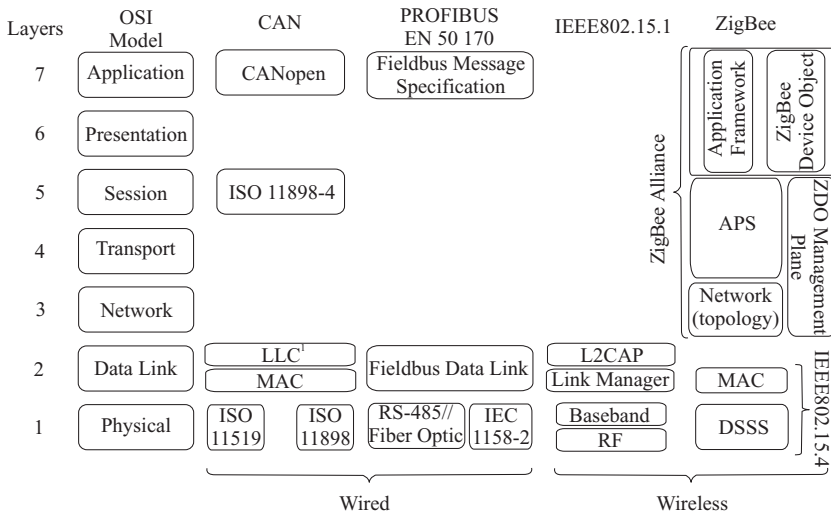 Layers
OSI
Model
CAN
PROFIBUS
EN 50 170
IEEE802.15.1
ZigBee
7
Application
CANopen
Fieldbus Message
Specification
Application
Framework
ZigBee
Device Object
6
Presentation
ZigBee Alliance
5
Session
ISO 11898-4
APS
ZDO Management
Plane
4
Transport
3
Network
Network
(topology)
2
Data Link
LLC1
MAC
Fieldbus Data Link
L2CAP
Link Manager
MAC
IEEE802.15.4
1
Physical
ISO
11519
ISO
11898
RS-485//
Fiber Optic
IEC
1158-2
Baseband
RF
DSSS
Wired
Wireless